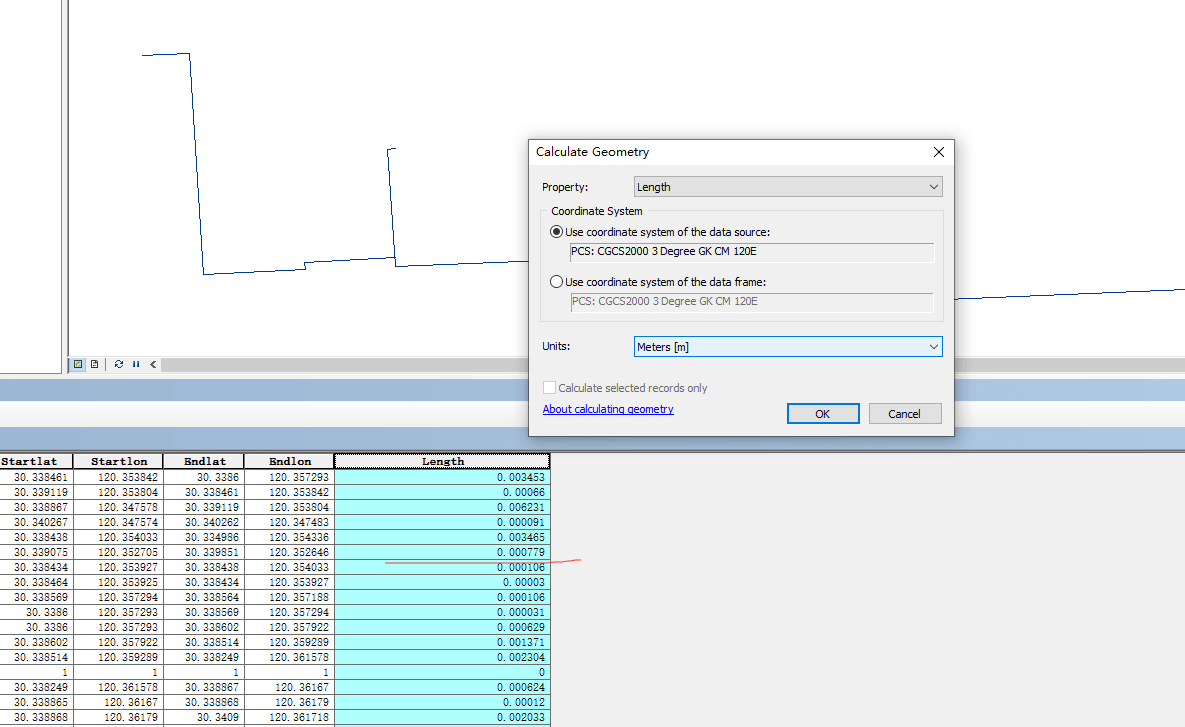 Calculate Geometry
Property: Length
Coordinate System
Use coordinate system of the data source:
PCS: CGCS2000 3 Degree GK CM 120E
Use coordinate system of the data frame:
PCS: CGCS2000 3 Degree GK CM 120E
Units: Meters [m]
Calculate selected records only
About calculating geometry
OK Cancel
Startlat Startlon Endlat Endlon Length
30.338461 120.353842 30.3386 120.357293 0.003453
30.339119 120.353804 30.338461 120.353842 0.00066
30.338867 120.347578 30.339119 120.353804 0.006231
30.340267 120.347574 30.340262 120.347483 0.000091
30.338438 120.354033 30.334986 120.354336 0.003465
30.339075 120.352705 30.339851 120.352646 0.000779
30.338434 120.353927 30.338438 120.354033 0.000106
30.338464 120.353925 30.338434 120.353927 0.00003
30.338569 120.357294 30.338564 120.357188 0.000106
30.3386 120.357293 30.338569 120.357294 0.000031
30.3386 120.357293 30.338602 120.357922 0.000629
30.338602 120.357922 30.338514 120.359289 0.001371
30.338514 120.359289 30.338249 120.361578 0.002304
1 1 1 1 0
30.338249 120.361578 30.338867 120.36167 0.000624
30.338865 120.36167 30.338868 120.36179 0.00012
30.338868 120.36179 30.3409 120.361718 0.002033